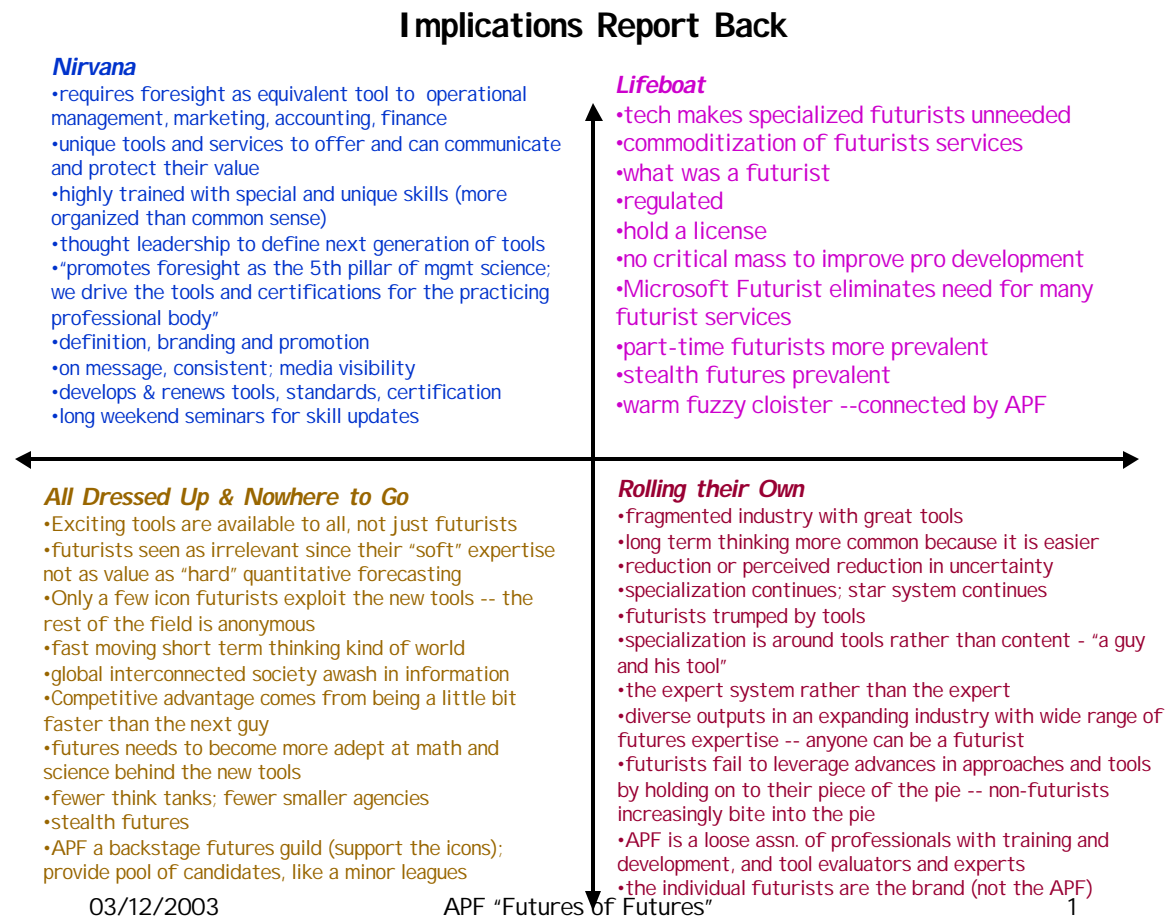 Implications Report Back
Nirvana
•requires foresight as equivalent tool to operational
management, marketing, accounting, finance
•unique tools and services to offer and can communicate
and protect their value
•highly trained with special and unique skills (more
organized than common sense)
•thought leadership to define next generation of tools
•“promotes foresight as the 5th pillar of mgmt science;
we drive the tools and certifications for the practicing
professional body”
•definition, branding and promotion
•on message, consistent; media visibility
•develops & renews tools, standards, certification
•long weekend seminars for skill updates
Lifeboat
•tech makes specialized futurists unneeded
•commoditization of futurists services
•what was a futurist
•regulated
•hold a license
•no critical mass to improve pro development
•Microsoft Futurist eliminates need for many
futurist services
•part-time futurists more prevalent
•stealth futures prevalent
•warm fuzzy cloister --connected by APF
All Dressed Up & Nowhere to Go
•Exciting tools are available to all, not just futurists
•futurists seen as irrelevant since their “soft” expertise
not as value as “hard” quantitative forecasting
•Only a few icon futurists exploit the new tools -- the
rest of the field is anonymous
•fast moving short term thinking kind of world
•global interconnected society awash in information
•Competitive advantage comes from being a little bit
faster than the next guy
•futures needs to become more adept at math and
science behind the new tools
•fewer think tanks; fewer smaller agencies
•stealth futures
•APF a backstage futures guild (support the icons);
provide pool of candidates, like a minor leagues
Rolling their Own
•fragmented industry with great tools
•long term thinking more common because it is easier
•reduction or perceived reduction in uncertainty
•specialization continues; star system continues
•futurists trumped by tools
•specialization is around tools rather than content - “a guy
and his tool”
•the expert system rather than the expert
•diverse outputs in an expanding industry with wide range of
futures expertise -- anyone can be a futurist
•futurists fail to leverage advances in approaches and tools
by holding on to their piece of the pie -- non-futurists
increasingly bite into the pie
•APF is a loose assn. of professionals with training and
development, and tool evaluators and experts
•the individual futurists are the brand (not the APF)
03/12/2003
APF “Futures of Futures”
1